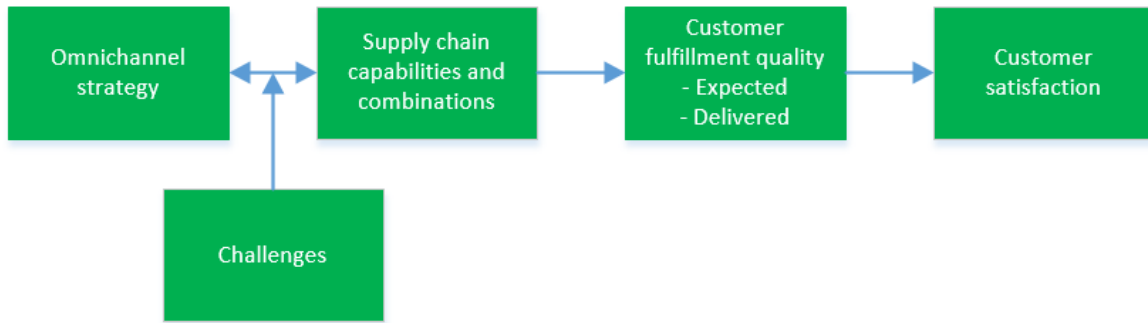 Omnichannel
strategy
Supply chain
capabilities and
combinations
Customer
fulfillment quality
- Expected
- Delivered
Customer
satisfaction
Challenges